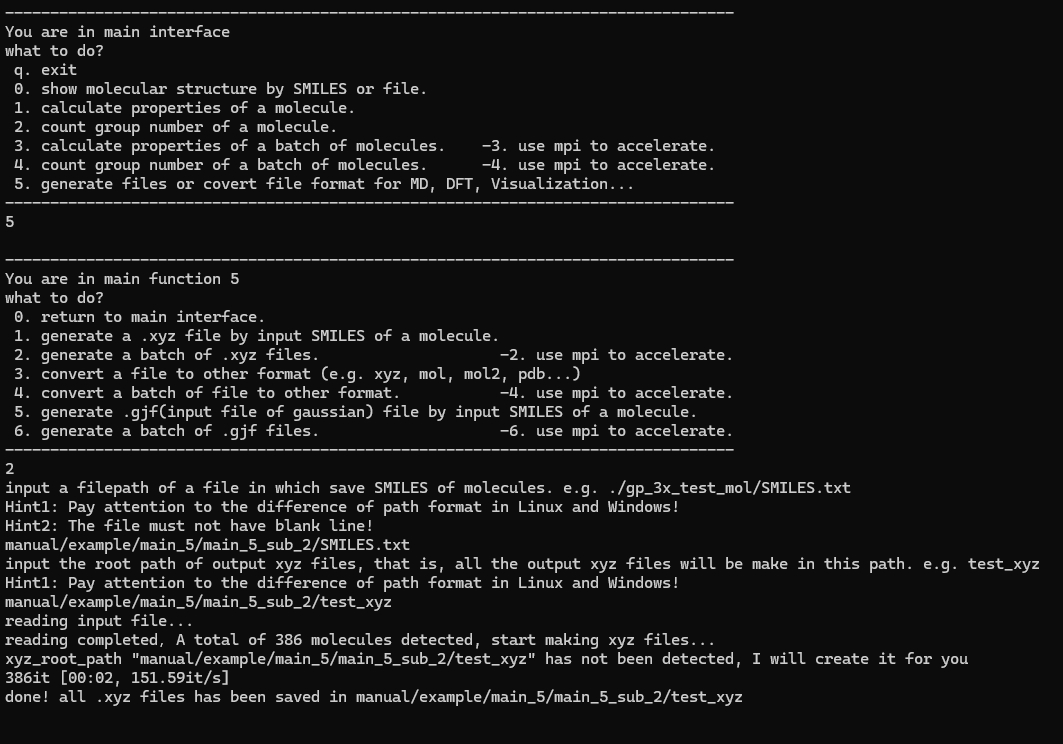 ---------------------------------------------------------------------------------
You are in main interface
what to do?
 q. exit
 0. show molecular structure by SMILES or file.
 1. calculate properties of a molecule.
 2. count group number of a molecule.
 3. calculate properties of a batch of molecules.    -3. use mpi to accelerate.
 4. count group number of a batch of molecules.      -4. use mpi to accelerate.
 5. generate files or covert file format for MD, DFT, Visualization...
---------------------------------------------------------------------------------
5
---------------------------------------------------------------------------------
You are in main function 5
what to do?
 0. return to main interface.
 1. generate a .xyz file by input SMILES of a molecule.
 2. generate a batch of .xyz files.                    -2. use mpi to accelerate.
 3. convert a file to other format (e.g. xyz, mol, mol2, pdb...)
 4. convert a batch of file to other format.           -4. use mpi to accelerate.
 5. generate .gjf(input file of gaussian) file by input SMILES of a molecule.
 6. generate a batch of .gjf files.                    -6. use mpi to accelerate.
---------------------------------------------------------------------------------
2
input a filepath of a file in which save SMILES of molecules. e.g. ./gp_3x_test_mol/SMILES.txt
Hint1: Pay attention to the difference of path format in Linux and Windows!
Hint2: The file must not have blank line!
manual/example/main_5/main_5_sub_2/SMILES.txt
input the root path of output xyz files, that is, all the output xyz files will be make in this path. e.g. test_xyz
Hint1: Pay attention to the difference of path format in Linux and Windows!
manual/example/main_5/main_5_sub_2/test_xyz
reading input file...
reading completed, A total of 386 molecules detected, start making xyz files...
xyz_root_path "manual/example/main_5/main_5_sub_2/test_xyz" has not been detected, I will create it for you
386it [00:02, 151.59it/s]
done! all .xyz files has been saved in manual/example/main_5/main_5_sub_2/test_xyz